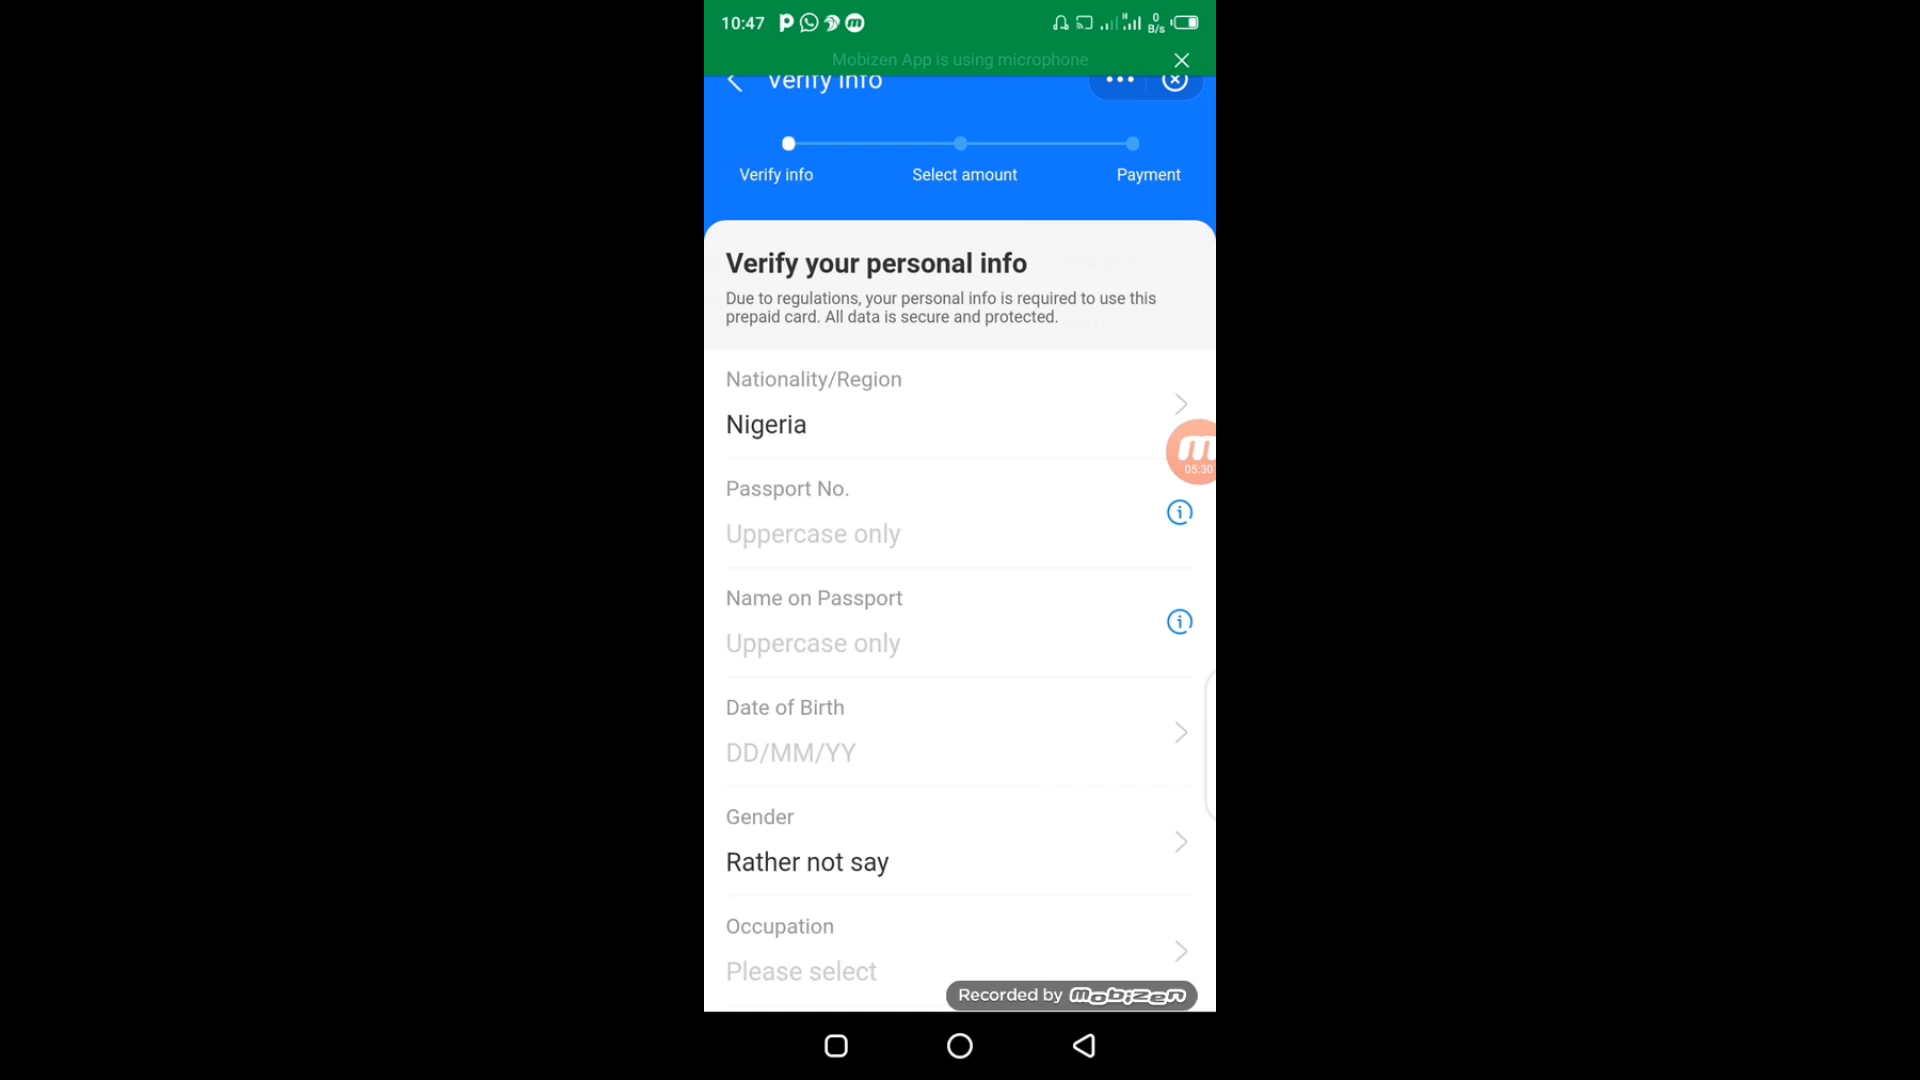 10:47
0
B/s
Mobizen App is using microphone
Verify info
Verify info
Select amount
Payment
Verify your personal info
Due to regulations, your personal info is required to use this
prepaid card. All data is secure and protected.
Nationality/Region
Nigeria
05:30
Passport No.
Uppercase only
Name on Passport
Uppercase only
Date of Birth
DD/MM/YY
Gender
Rather not say
Occupation
Please select
Recorded by mobizen